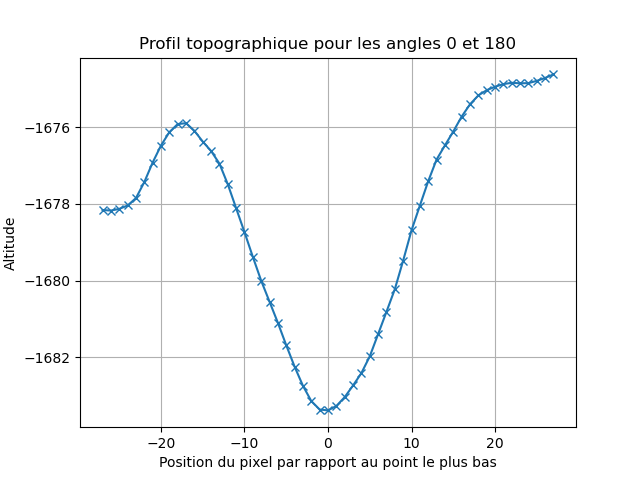 Profil topographique pour les angles 0 et 180
Altitude
−1676
−1678
−1680
−1682
−20 −10 0 10 20
Position du pixel par rapport au point le plus bas